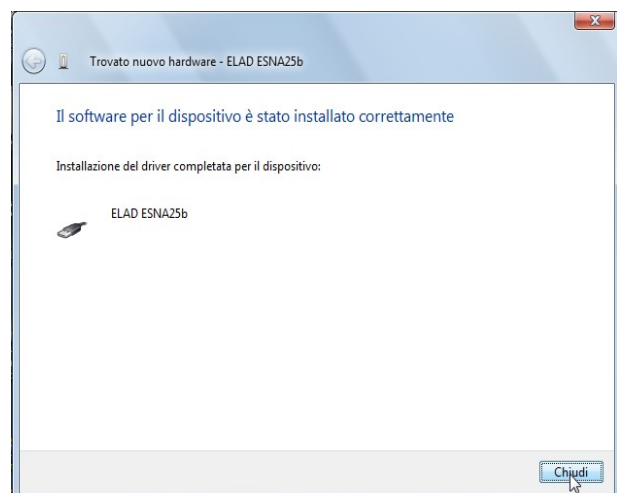 Trovato nuovo hardware - ELAD ESNA25b
Il software per il dispositivo è stato installato correttamente
Installazione del driver completata per il dispositivo:
ELAD ESNA25b
Chiudi